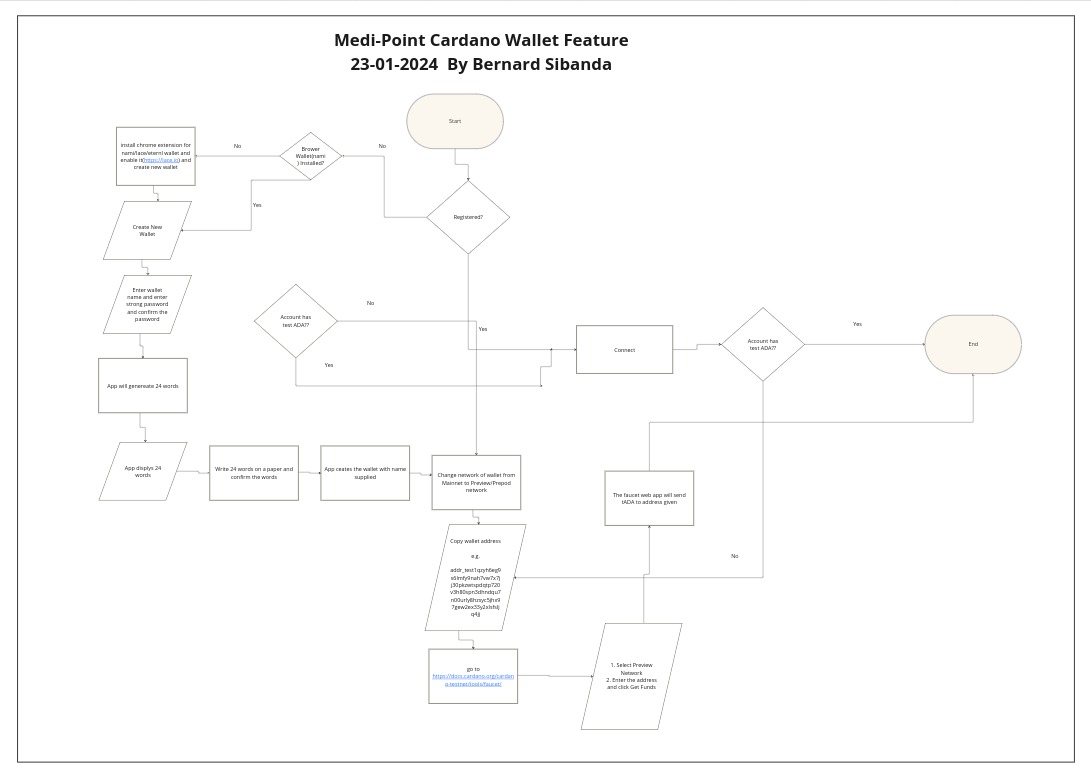 Medi-Point Cardano Wallet Feature
23-01-2024 By Bernard Sibanda
Start
install chrome extension for
nami/lace/eternl wallet and
enable it(https://lace.io) and
create new wallet
No
Brower
Wallet(nami
) Installed?
No
Registered?
Yes
Create New
Wallet
Enter wallet
name and enter
strong password
and confirm the
password
Account has
test ADA??
No
Yes
Yes
Connect
Account has
test ADA??
Yes
End
App will genereate 24 words
App displys 24
words
Write 24 words on a paper and
confirm the words
App ceates the wallet with name
supplied
Change network of wallet from
Mainnet to Preview/Prepod
network
The faucet web app will send
tADA to address given
No
Copy wallet address
e.g.
q4jj
go to
https://docs.cardano.org/cardan
o-testnet/tools/faucet/
1. Select Preview
Network
2. Enter the address
and click Get Funds